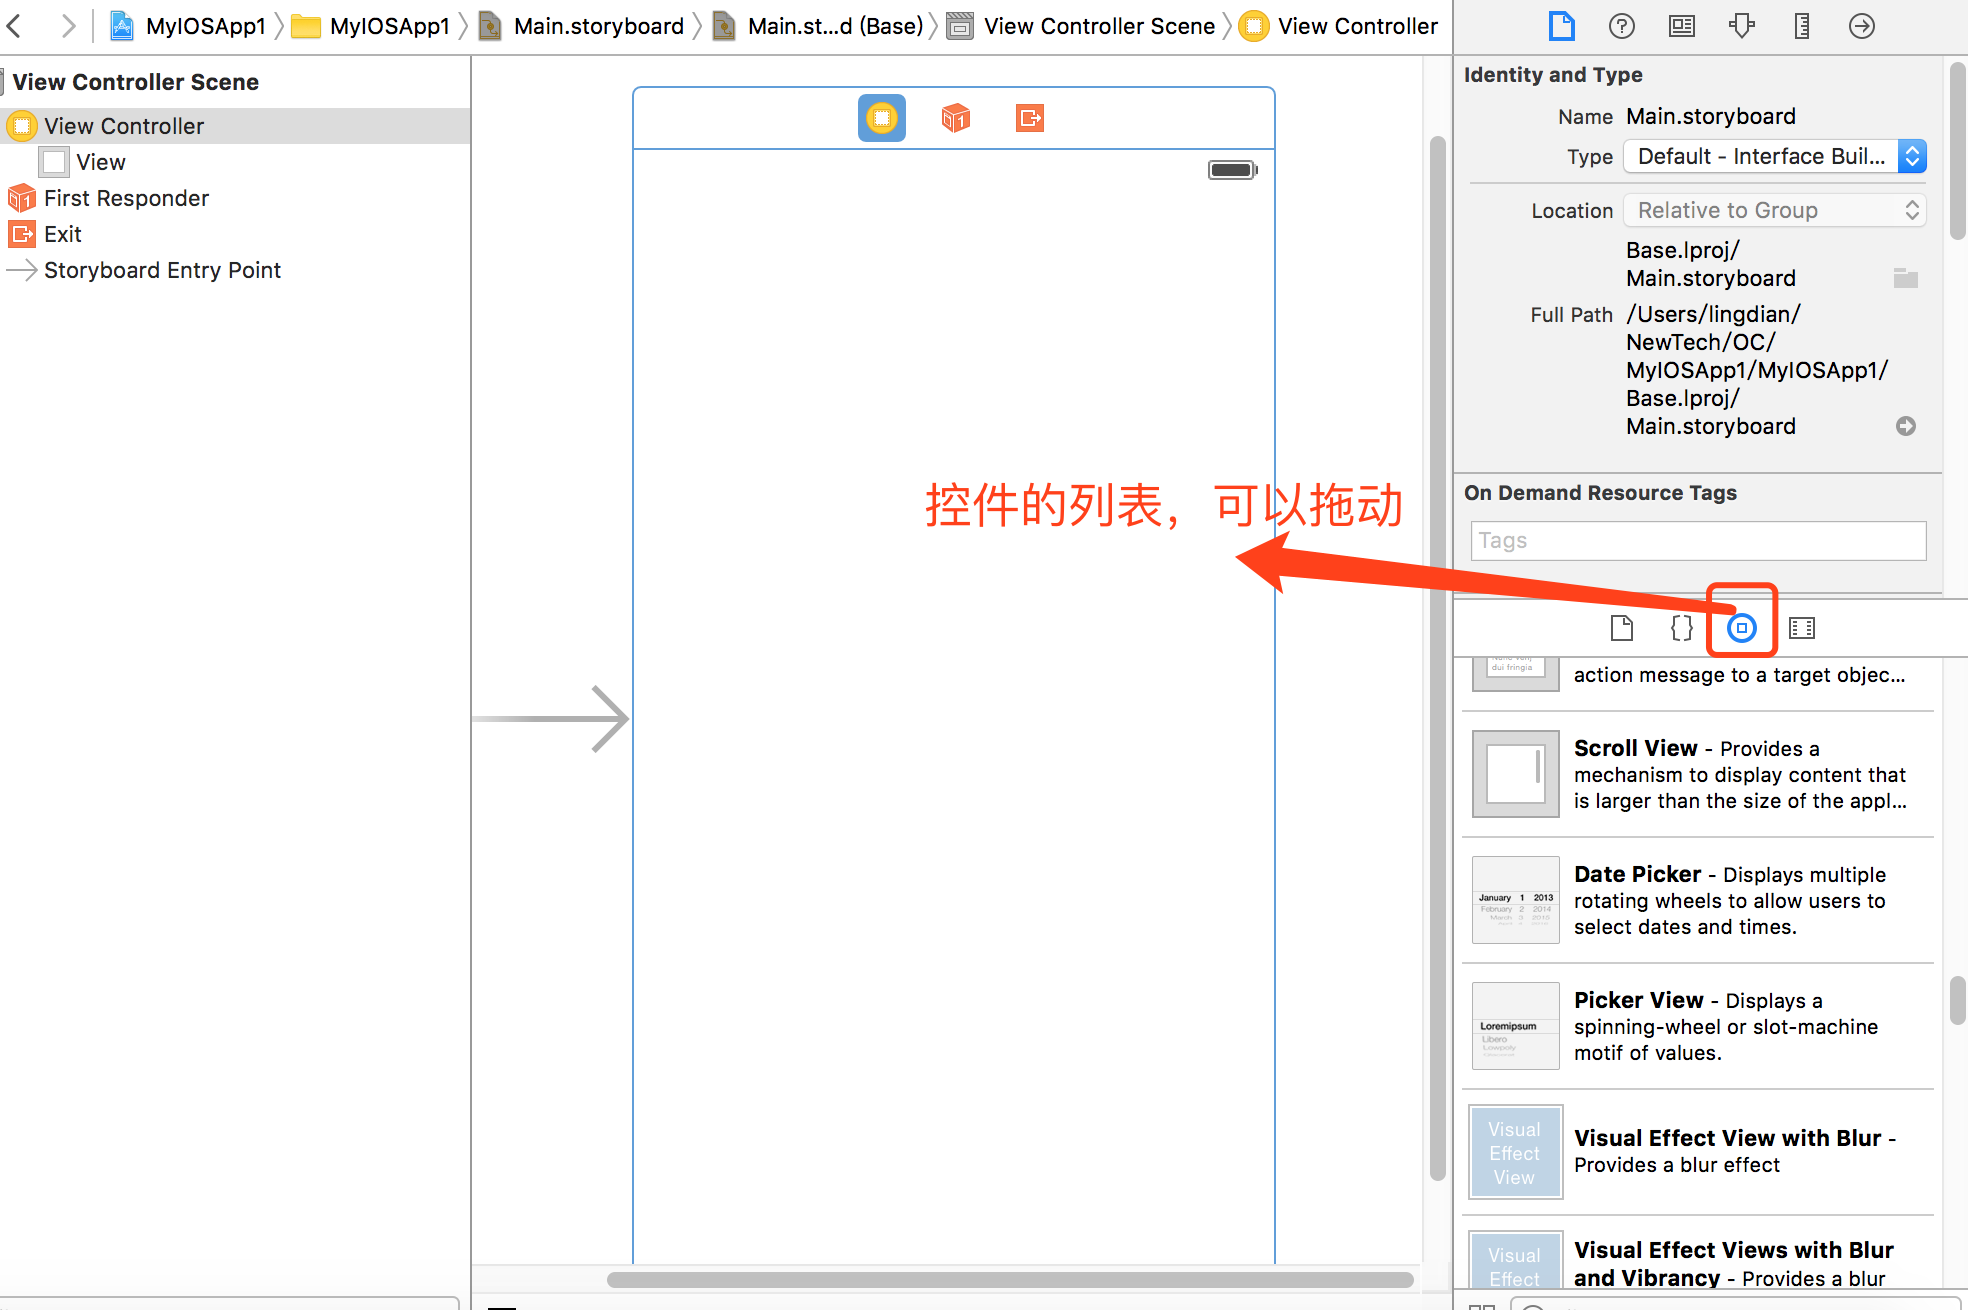 MyIOSApp1 MyIOSApp1 Main.storyboard Main.st...d (Base) View Controller Scene View Controller
View Controller Scene
View Controller
View
First Responder
Exit
Storyboard Entry Point
控件的列表，可以拖动
Identity and Type
Name Main.storyboard
Type Default - Interface Buil...
Location Relative to Group
Base.lproj/
Main.storyboard
Full Path /Users/lingdian/
NewTech/OC/
MyIOSApp1/MyIOSApp1/
Base.lproj/
Main.storyboard
On Demand Resource Tags
Tags
dui fringia
action message to a target objec...
Scroll View - Provides a
mechanism to display content that
is larger than the size of the appl...
January 1 2013
February 2 2014
March 3 2015
Date Picker - Displays multiple
rotating wheels to allow users to
select dates and times.
Loremipsum
Libero
Lowpoly
Picker View - Displays a
spinning-wheel or slot-machine
motif of values.
Visual
Effect
View
Visual Effect View with Blur -
Provides a blur effect
Visual
Effect
Visual Effect Views with Blur
and Vibrancy - Provides a blur